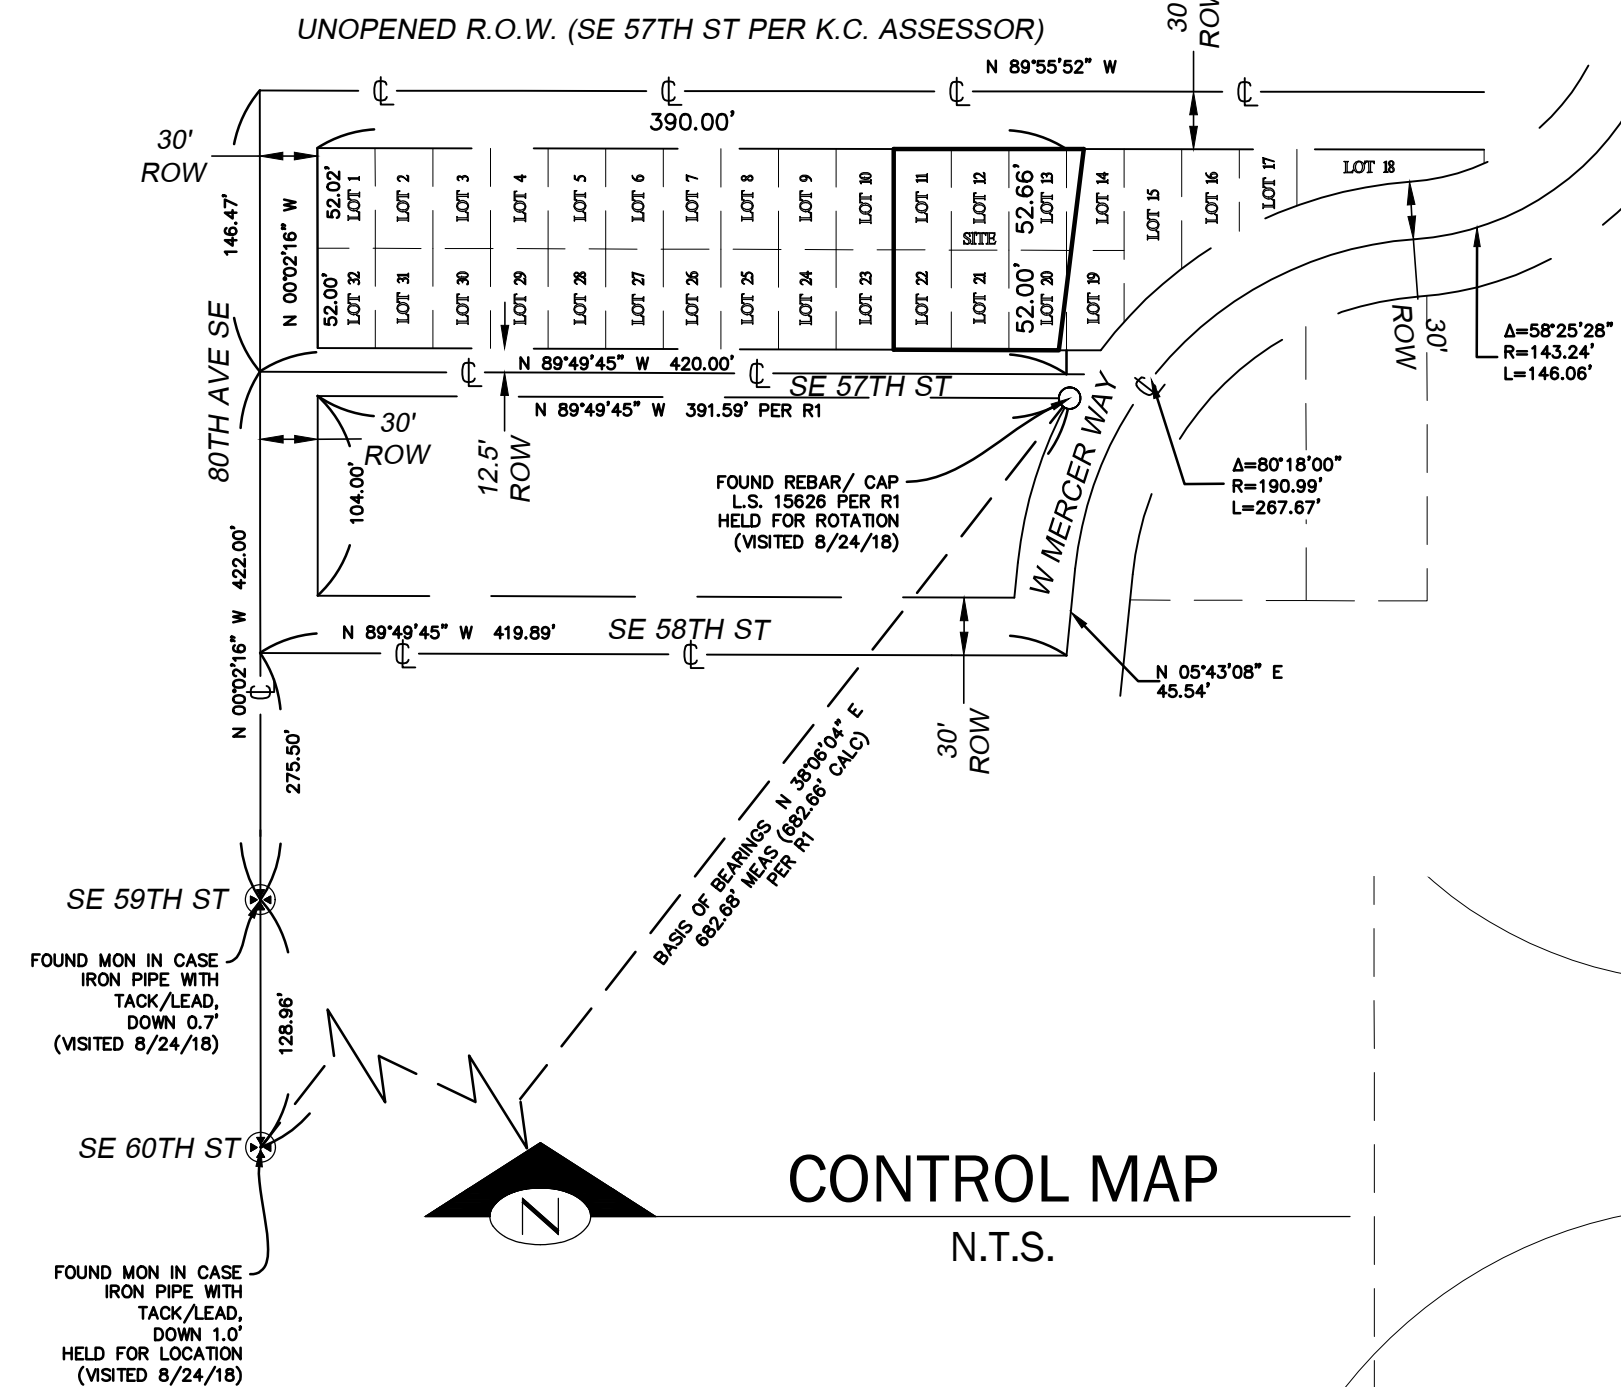 UNOPENED R.O.W. (SE 57TH ST PER K.C. ASSESSOR)
30'
ROW
N 89°55'52" W
390.00'
30'
ROW
146.47'
N 00°02'16" W
52.02'
LOT 1
LOT 2
LOT 3
LOT 4
LOT 5
LOT 6
LOT 7
LOT 8
LOT 9
LOT 10
LOT 11
LOT 12
52.66'
LOT 13
LOT 14
LOT 15
LOT 16
LOT 17
LOT 18
SITE
52.00'
LOT 32
LOT 31
LOT 30
LOT 29
LOT 28
LOT 27
LOT 26
LOT 25
LOT 24
LOT 23
LOT 22
LOT 21
52.00'
LOT 20
LOT 19
30'
ROW
Δ=58°25'28"
R=143.24'
L=146.06'
80TH AVE SE
N 89°49'45" W 420.00'
SE 57TH ST
N 89°49'45" W 391.59' PER R1
30'
ROW
12.5'
ROW
104.00'
FOUND REBAR/ CAP
L.S. 15626 PER R1
HELD FOR ROTATION
(VISITED 8/24/18)
W MERCER WAY
Δ=80°18'00"
R=190.99'
L=267.67'
N 00°02'16" W 422.00'
N 89°49'45" W 419.89'
SE 58TH ST
N 05°43'08" E
45.54'
30'
ROW
275.50'
BASIS OF BEARINGS N 38°06'04" E
682.68' MEAS (682.66' CALC)
PER R1
SE 59TH ST
FOUND MON IN CASE
IRON PIPE WITH
TACK/LEAD,
DOWN 0.7'
(VISITED 8/24/18)
128.96'
SE 60TH ST
FOUND MON IN CASE
IRON PIPE WITH
TACK/LEAD,
DOWN 1.0'
HELD FOR LOCATION
(VISITED 8/24/18)
N
CONTROL MAP
N.T.S.